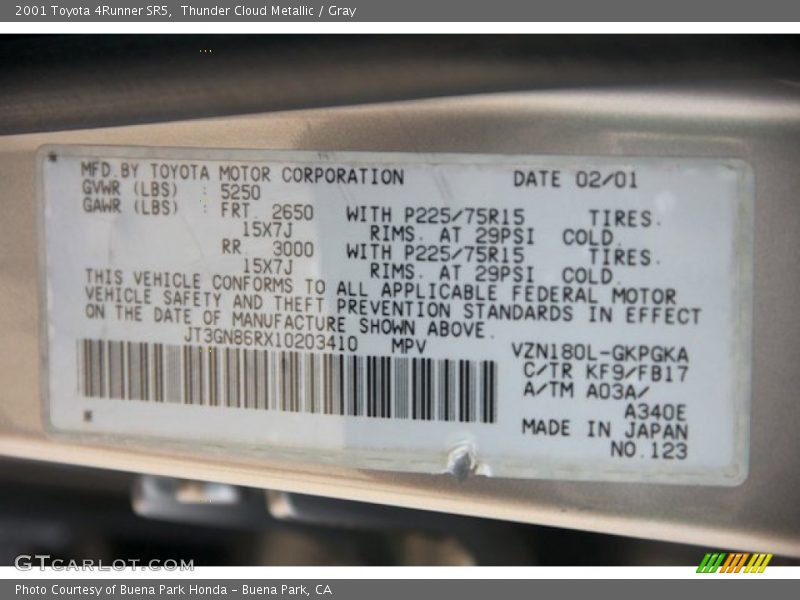 2001 Toyota 4Runner SR5,  Thunder Cloud Metallic / Gray
MFD.BY TOYOTA MOTOR CORPORATION DATE 02/01
GVWR (LBS) : 5250
GAWR (LBS) : FRT. 2650 WITH P225/75R15 TIRES.
15X7J RIMS. AT 29PSI COLD.
RR 3000 WITH P225/75R15 TIRES.
15X7J RIMS. AT 29PSI COLD.
THIS VEHICLE CONFORMS TO ALL APPLICABLE FEDERAL MOTOR
VEHICLE SAFETY AND THEFT PREVENTION STANDARDS IN EFFECT
ON THE DATE OF MANUFACTURE SHOWN ABOVE.
JT3GN86RX10203410 MPV
VZN180L-GKPGKA
C/TR KF9/FB17
A/TM A03A/
A340E
MADE IN JAPAN
NO.123
GTCARLOT.COM
Photo Courtesy of Buena Park Honda - Buena Park, CA